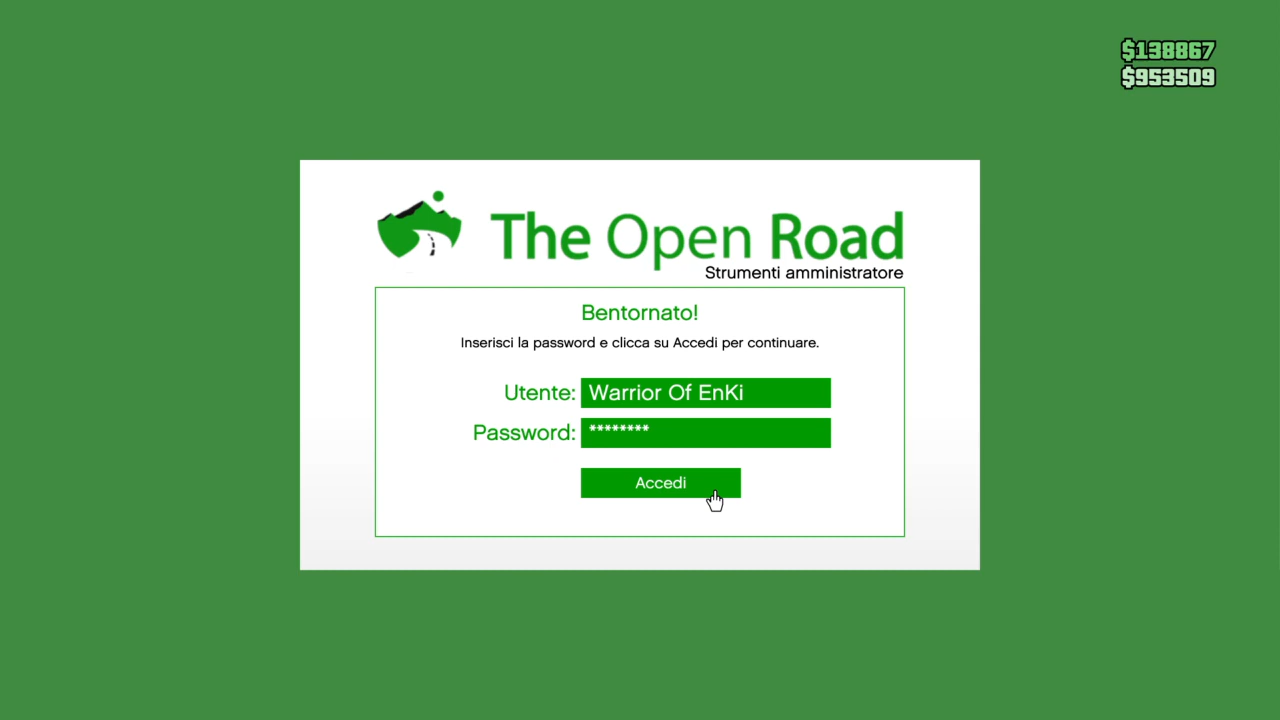 $138867
$953509
The Open Road
Strumenti amministratore
Bentornato!
Inserisci la password e clicca su Accedi per continuare.
Utente: Warrior Of EnKi
Password: ********
Accedi